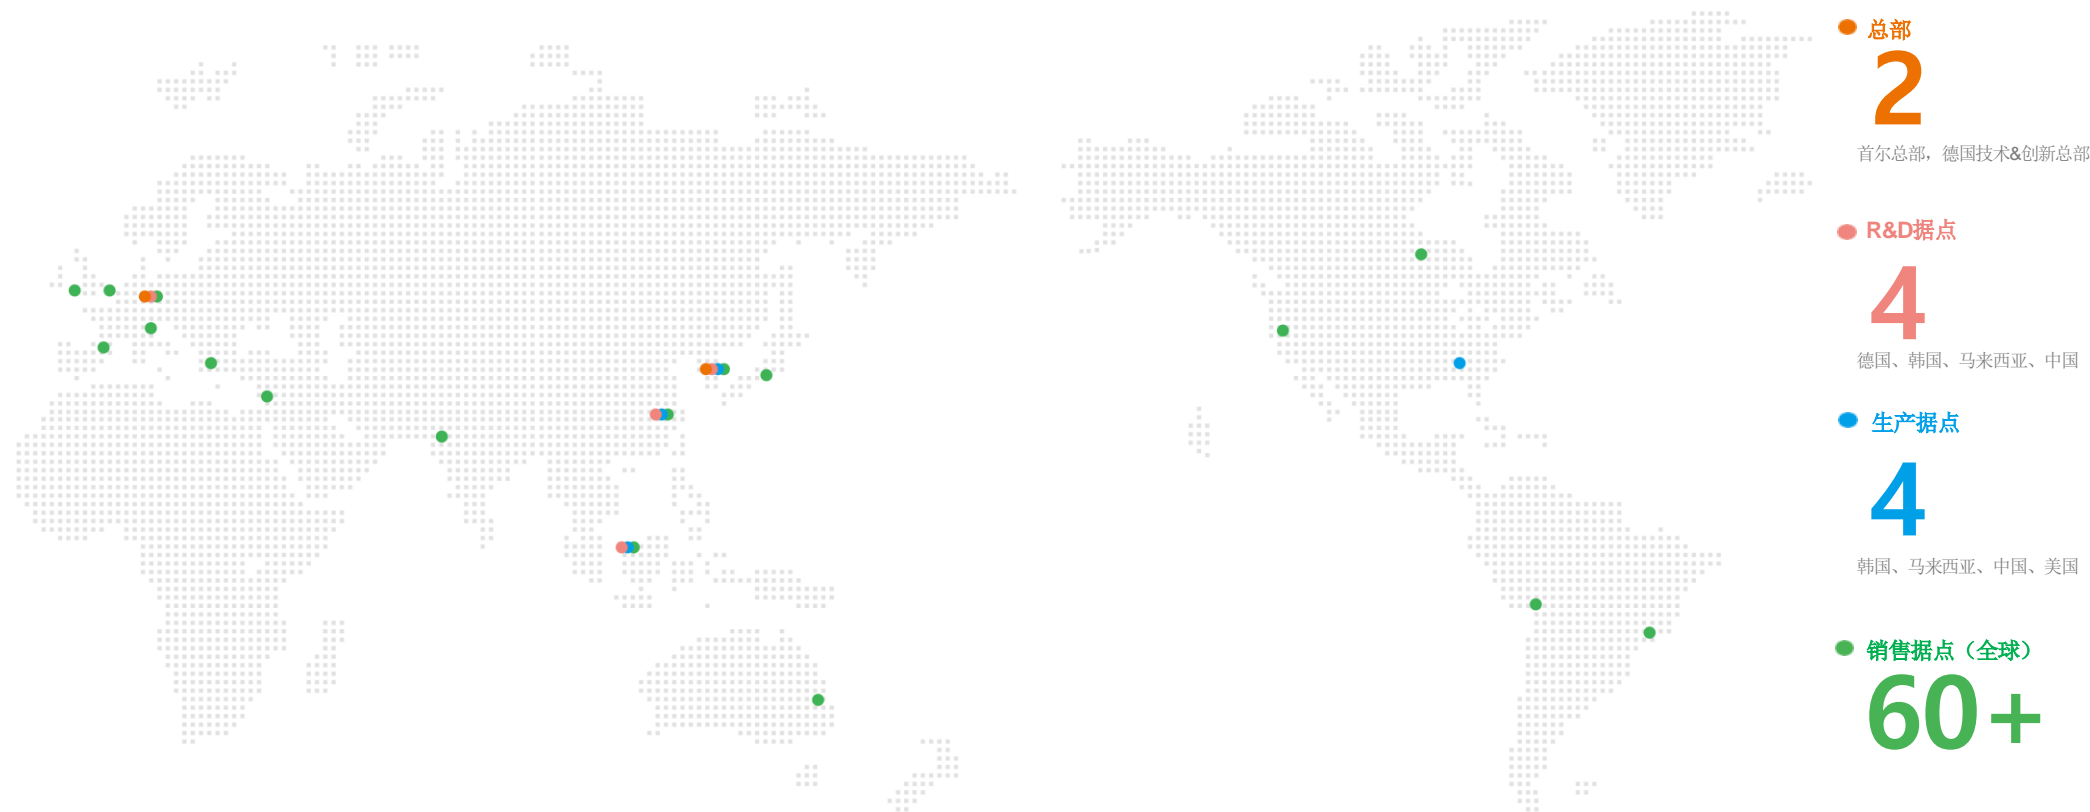 总部
2
首尔总部，德国技术&创新总部
R&D据点
4
德国、韩国、马来西亚、中国
生产据点
4
韩国、马来西亚、中国、美国
销售据点（全球）
60+